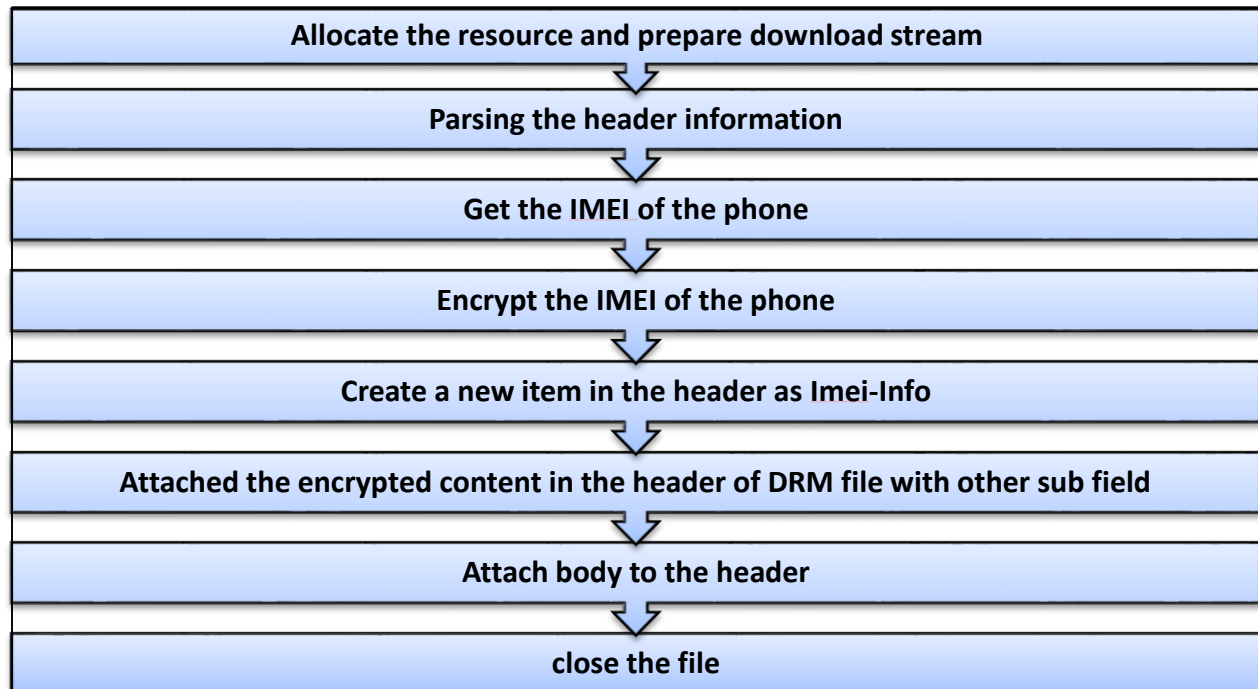 Allocate the resource and prepare download stream
Parsing the header information
Get the IMEI of the phone
Encrypt the IMEI of the phone
Create a new item in the header as Imei-Info
Attached the encrypted content in the header of DRM file with other sub field
Attach body to the header
close the file